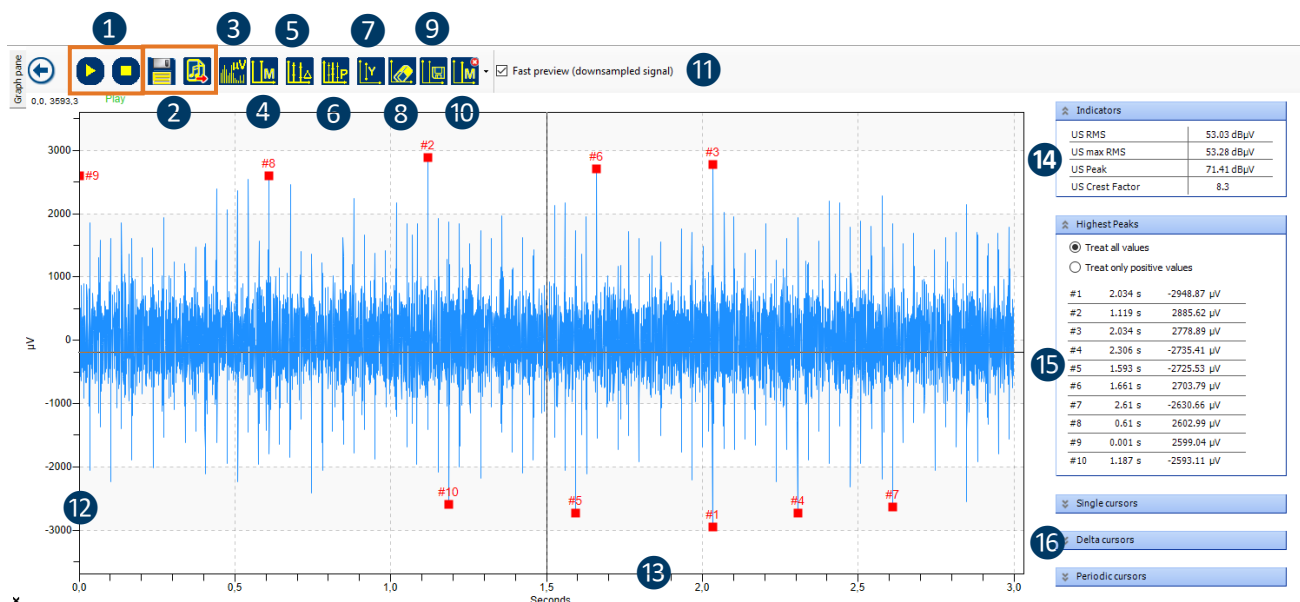 1 3 5 7 9
Graph pane
µV M P Y M
Fast preview (downsampled signal) 11
0,0, 3593,3 Play
2 4 6 8 10
3000
2000
1000
0
-1000
-2000
-3000
µV
#9
#8
#2
#6
#3
#10
#5
#1
#4
#7
12
13
0,0 0,5 1,0 1,5 2,0 2,5 3,0
Seconds
x
Indicators
14
US RMS 53.03 dBµV
US max RMS 53.28 dBµV
US Peak 71.41 dBµV
US Crest Factor 8.3
Highest Peaks
Treat all values
Treat only positive values
#1 2.034 s -2948.87 µV
#2 1.119 s 2885.62 µV
#3 2.034 s 2778.89 µV
#4 2.306 s -2735.41 µV
15
#5 1.593 s -2725.53 µV
#6 1.661 s 2703.79 µV
#7 2.61 s -2630.66 µV
#8 0.61 s 2602.99 µV
#9 0.001 s 2599.04 µV
#10 1.187 s -2593.11 µV
Single cursors
16
Delta cursors
Periodic cursors